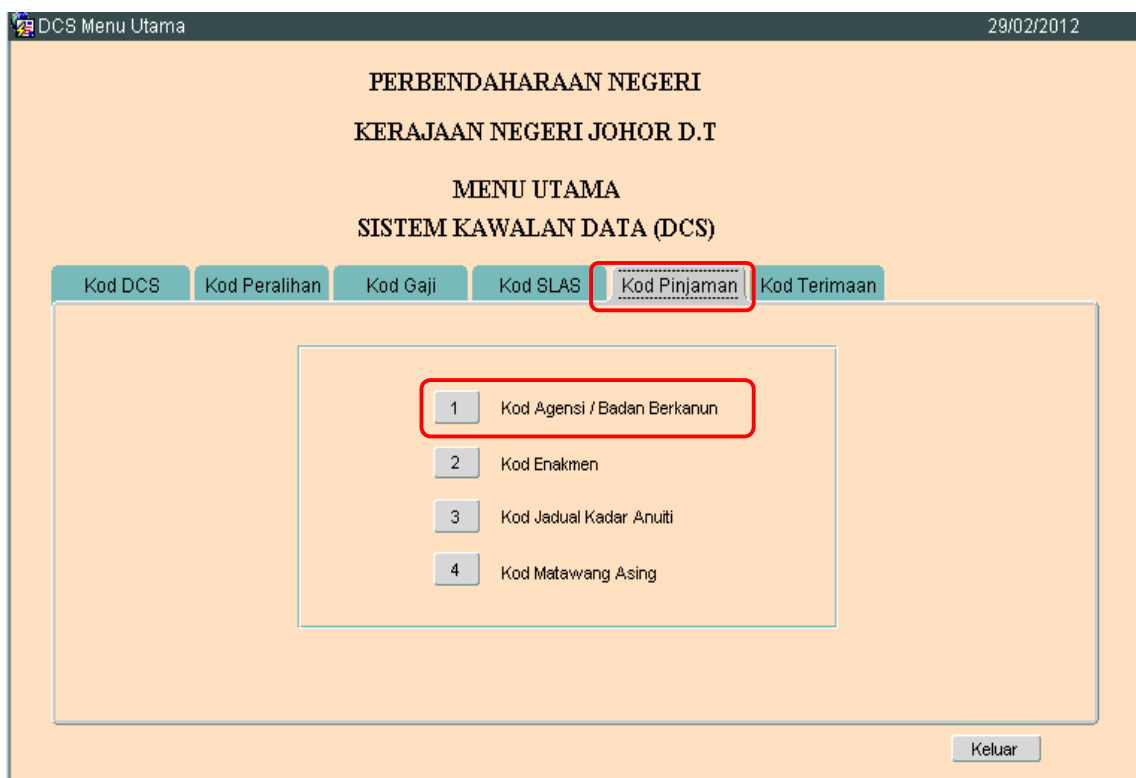 DCS Menu Utama 29/02/2012
PERBENDAHARAAN NEGERI
KERAJAAN NEGERI JOHOR D.T
MENU UTAMA
SISTEM KAWALAN DATA (DCS)
Kod DCS Kod Peralihan Kod Gaji Kod SLAS Kod Pinjaman Kod Terimaan
1 Kod Agensi / Badan Berkanun
2 Kod Enakmen
3 Kod Jadual Kadar Anuiti
4 Kod Matawang Asing
Keluar